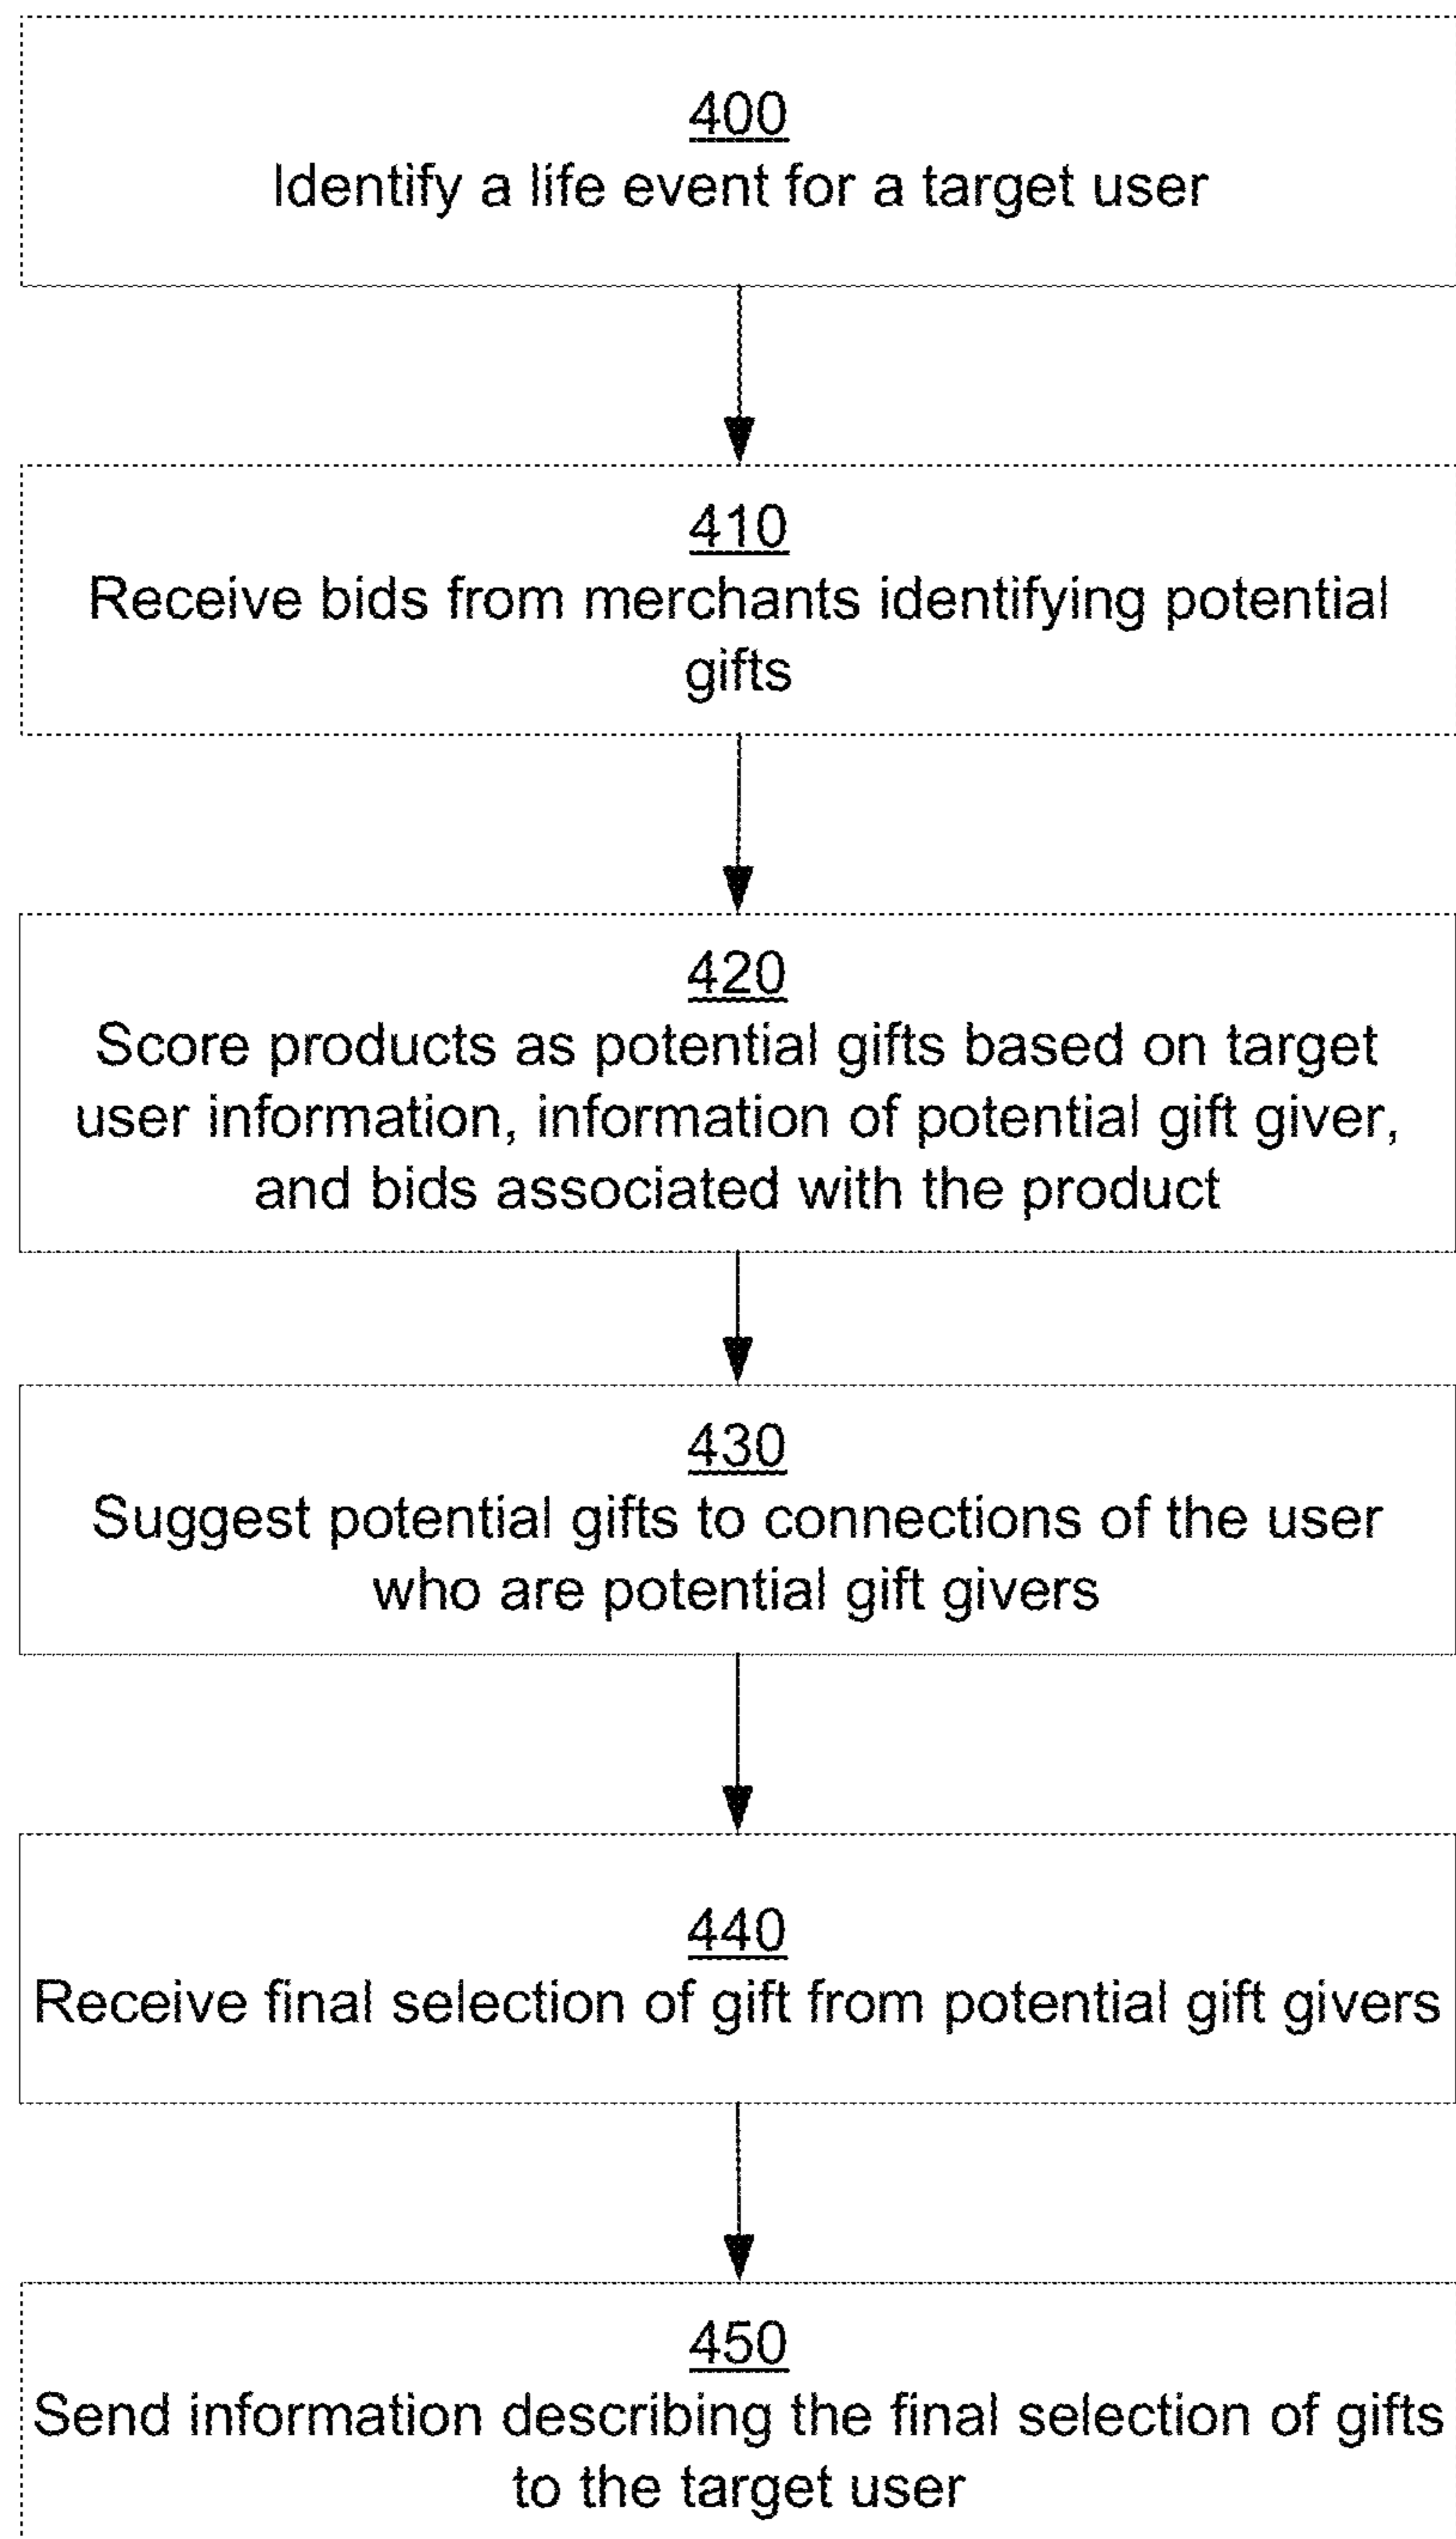 400
Identify a life event for a target user
410
Receive bids from merchants identifying potential
gifts
420
Score products as potential gifts based on target
user information, information of potential gift giver,
and bids associated with the product
430
Suggest potential gifts to connections of the user
who are potential gift givers
440
Receive final selection of gift from potential gift givers
450
Send information describing the final selection of gifts
to the target user